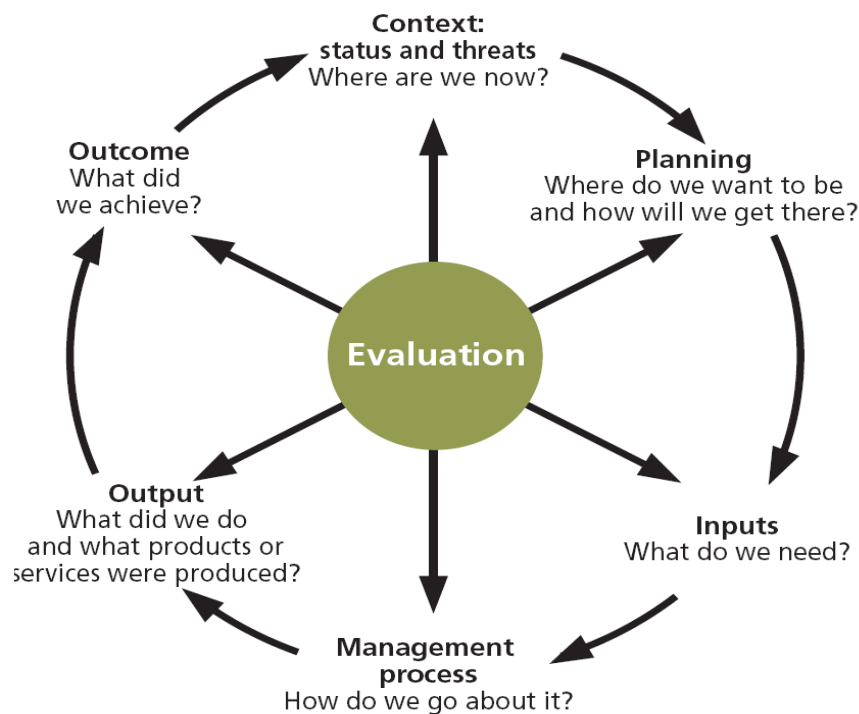 Context:
status and threats
Where are we now?
Planning
Where do we want to be
and how will we get there?
Inputs
What do we need?
Management
process
How do we go about it?
Output
What did we do
and what products or
services were produced?
Outcome
What did
we achieve?
Evaluation